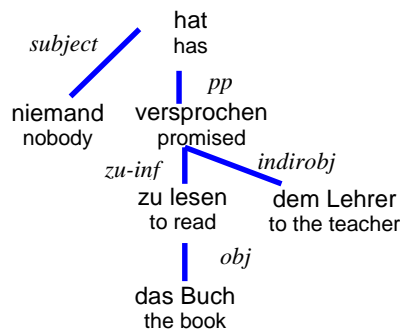 hat
has
subject
pp
niemand
nobody
versprochen
promised
zu-inf
indirobj
zu lesen
to read
dem Lehrer
to the teacher
obj
das Buch
the book